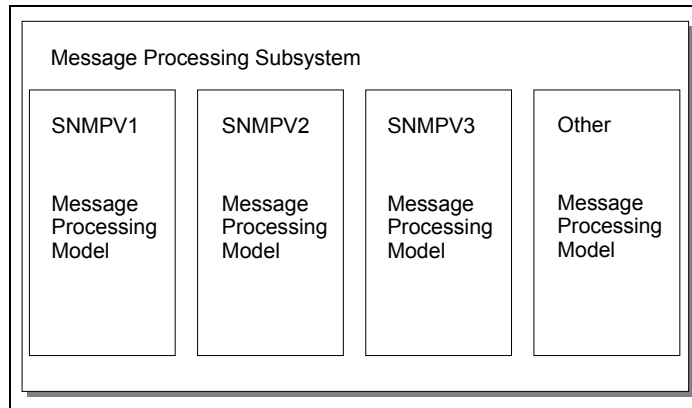 Message Processing Subsystem
SNMPV1
Message
Processing
Model
SNMPV2
Message
Processing
Model
SNMPV3
Message
Processing
Model
Other
Message
Processing
Model